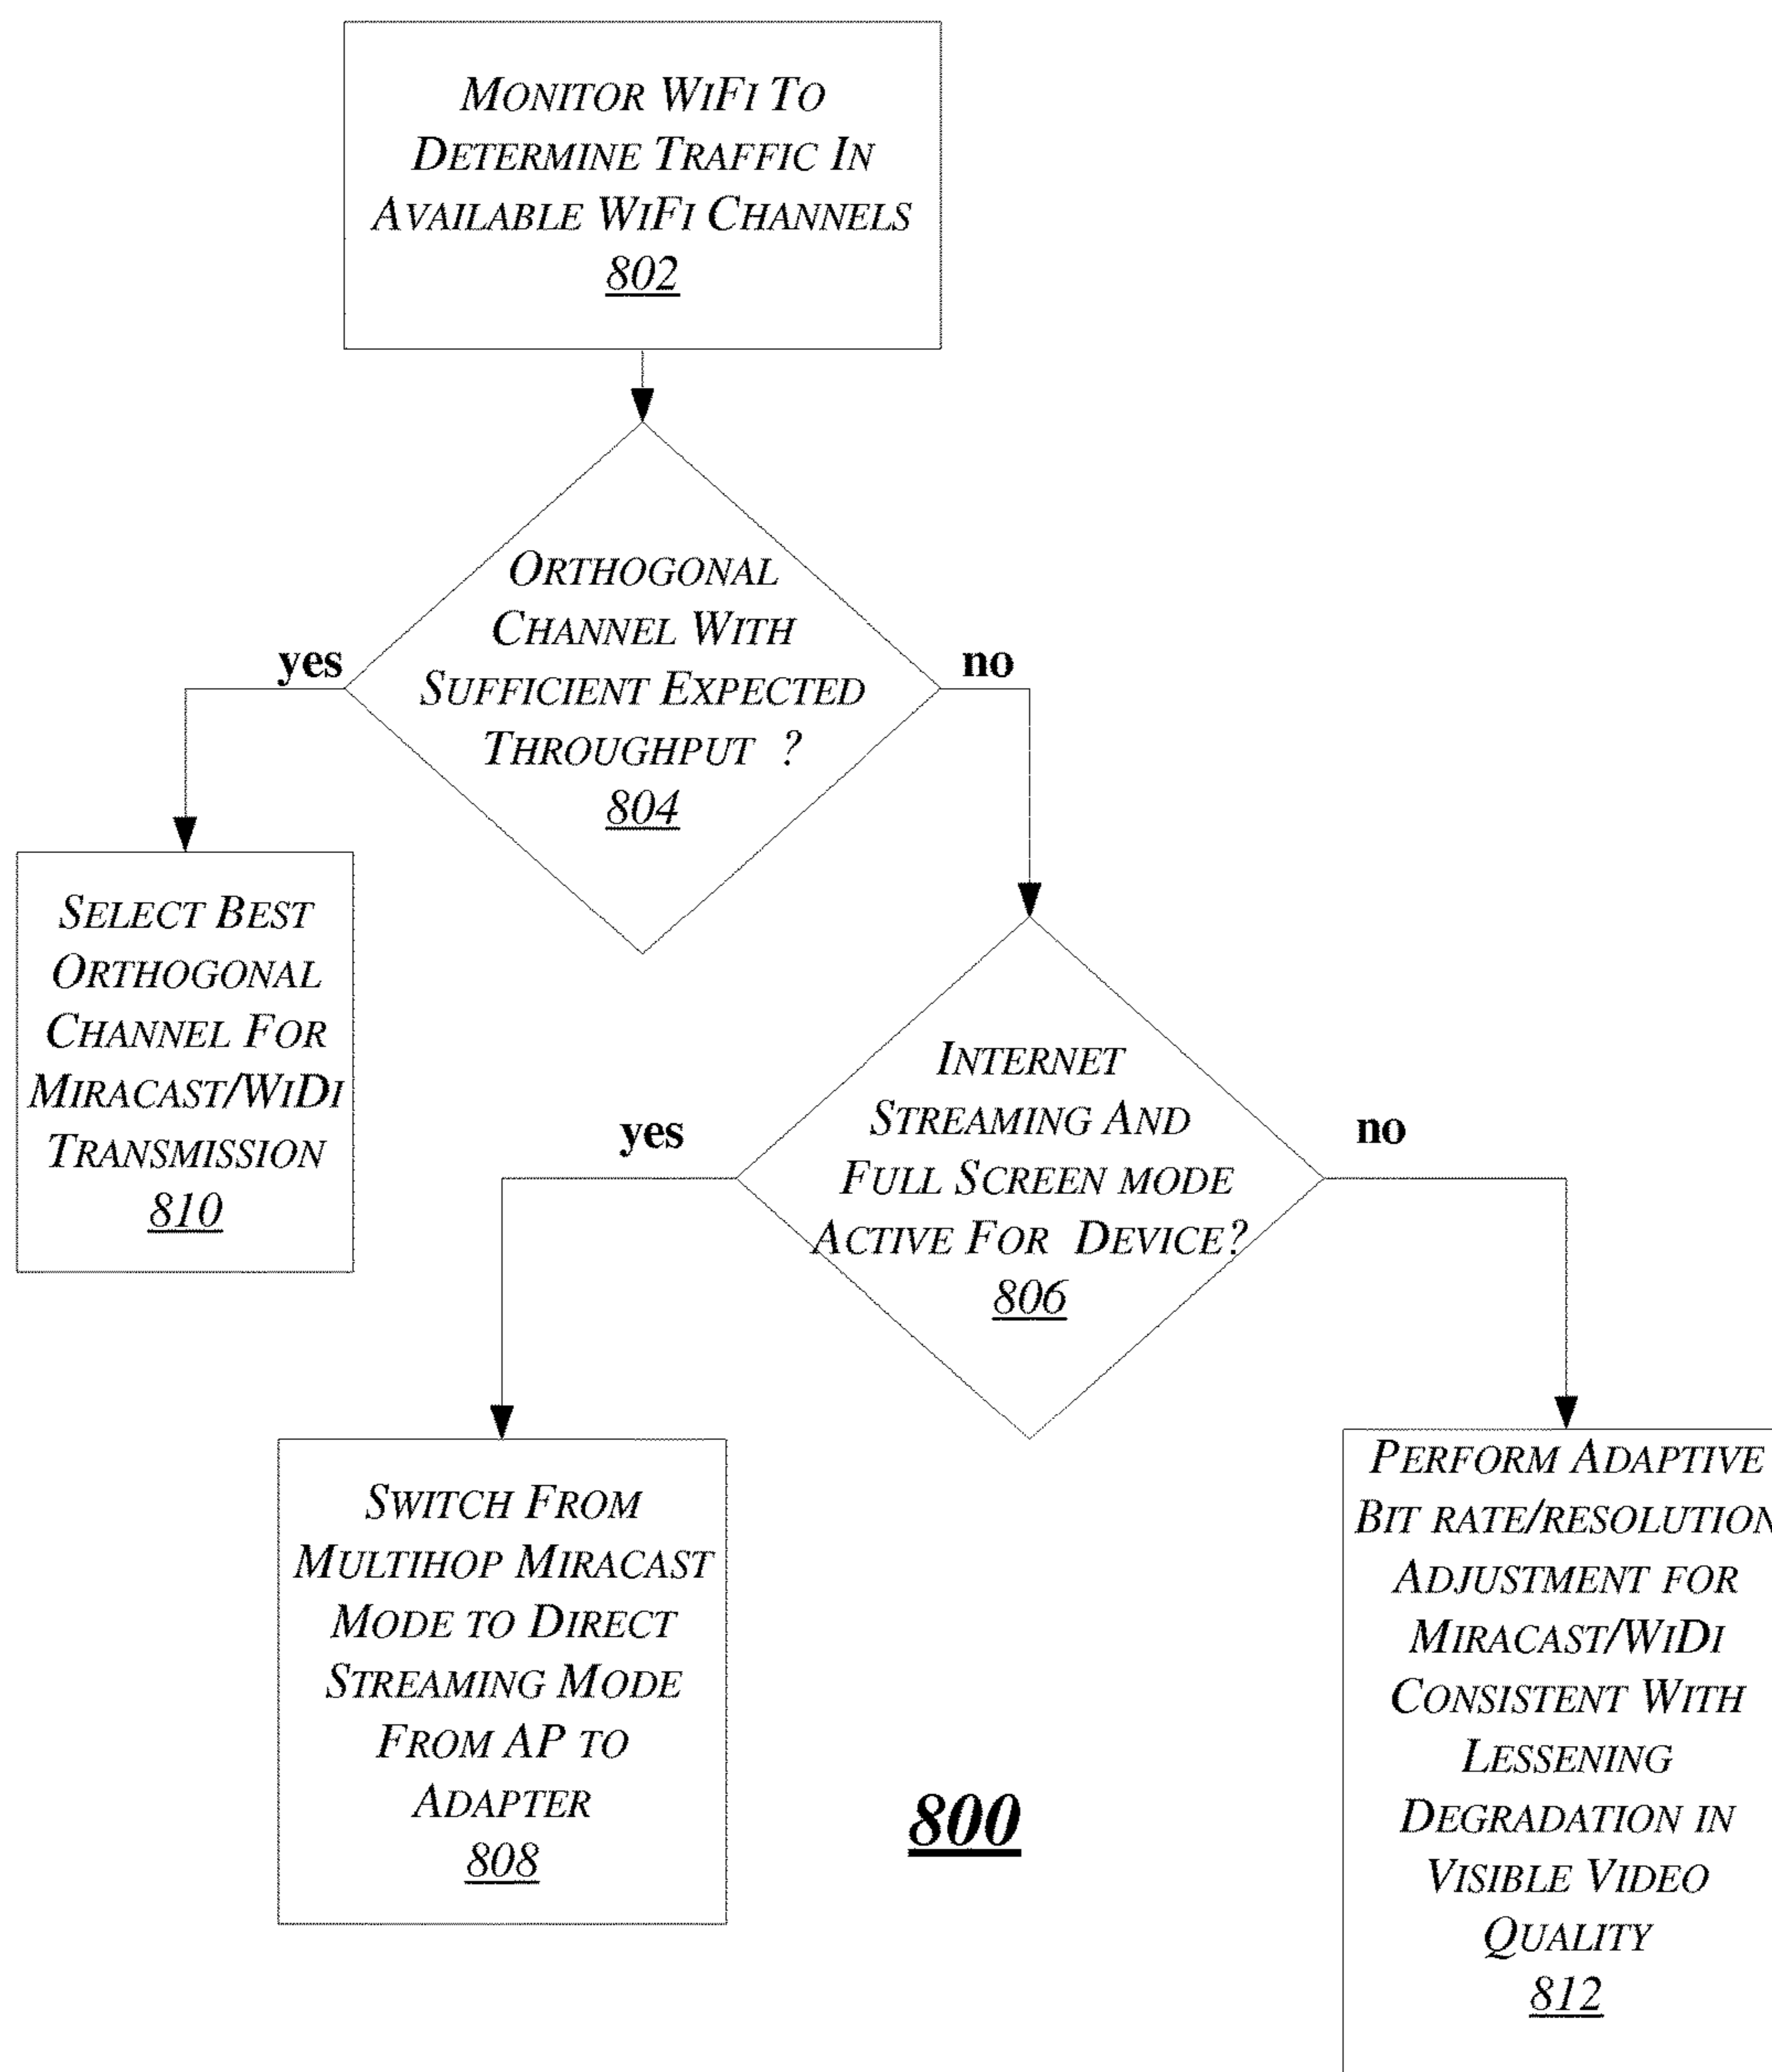 MONITOR WIFI TO
DETERMINE TRAFFIC IN
AVAILABLE WIFI CHANNELS
802
ORTHOGONAL
CHANNEL WITH
SUFFICIENT EXPECTED
THROUGHPUT ?
804
yes
no
SELECT BEST
ORTHOGONAL
CHANNEL FOR
MIRACAST/WIDI
TRANSMISSION
810
INTERNET
STREAMING AND
FULL SCREEN MODE
ACTIVE FOR DEVICE?
806
yes
no
SWITCH FROM
MULTIHOP MIRACAST
MODE TO DIRECT
STREAMING MODE
FROM AP TO
ADAPTER
808
PERFORM ADAPTIVE
BIT RATE/RESOLUTION
ADJUSTMENT FOR
MIRACAST/WIDI
CONSISTENT WITH
LESSENING
DEGRADATION IN
VISIBLE VIDEO
QUALITY
812
800